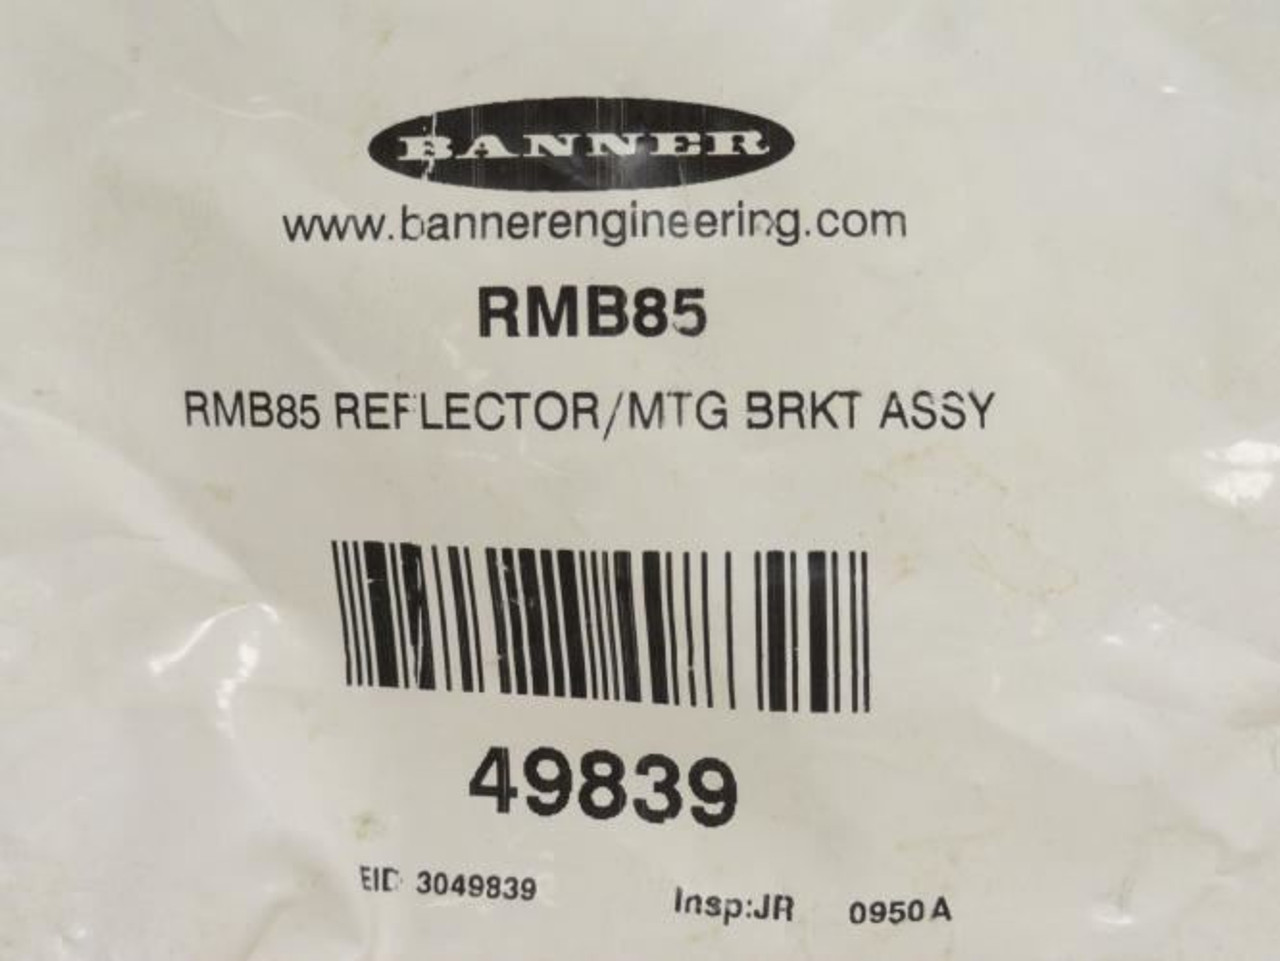 BANNER
www.bannerengineering.com
RMB85
RMB85 REFLECTOR/MTG BRKT ASSY
49839
EID 3049839 Insp:JR 0950A